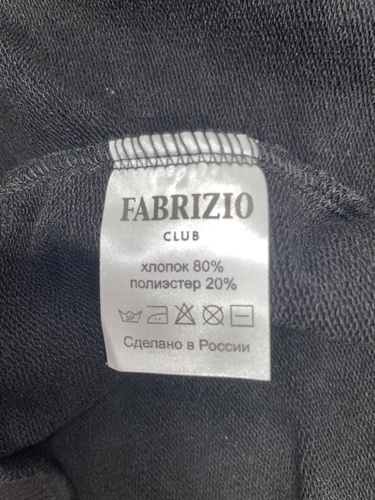 FABRIZIO
CLUB
хлопок 80%
полиэстер 20%
Сделано в России